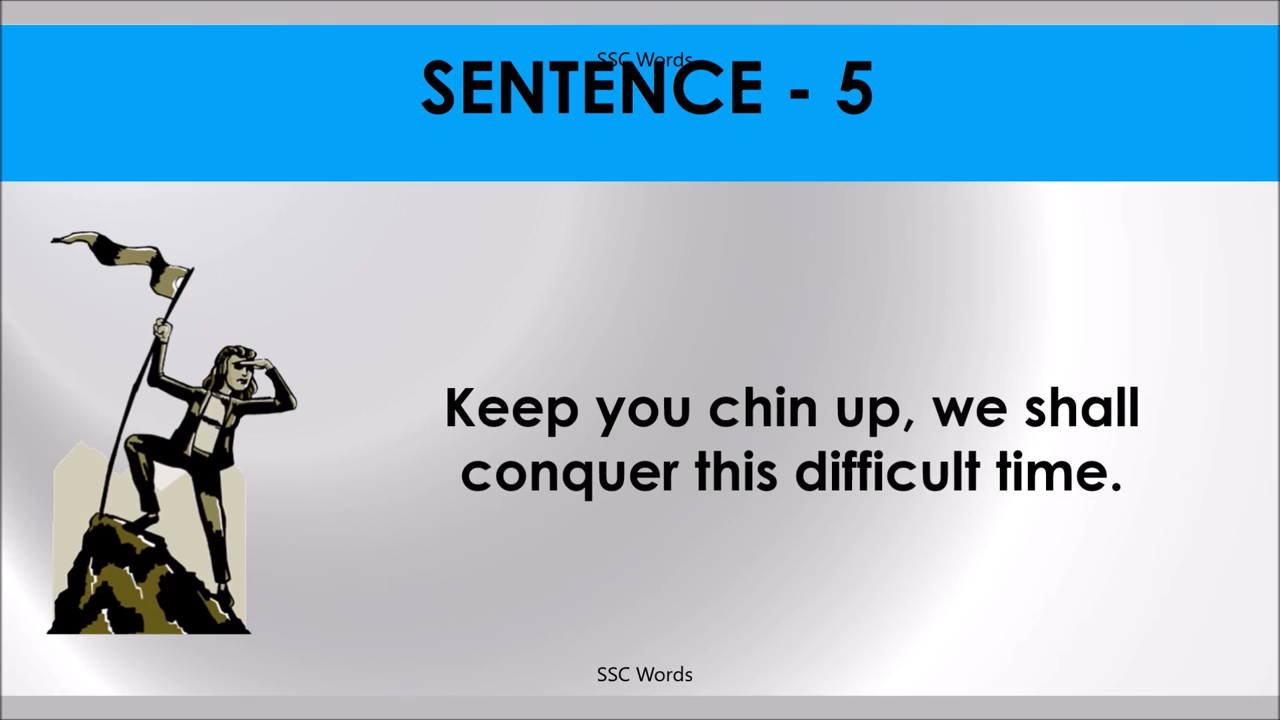 SSC Words
SENTENCE - 5
Keep you chin up, we shall
conquer this difficult time.
SSC Words